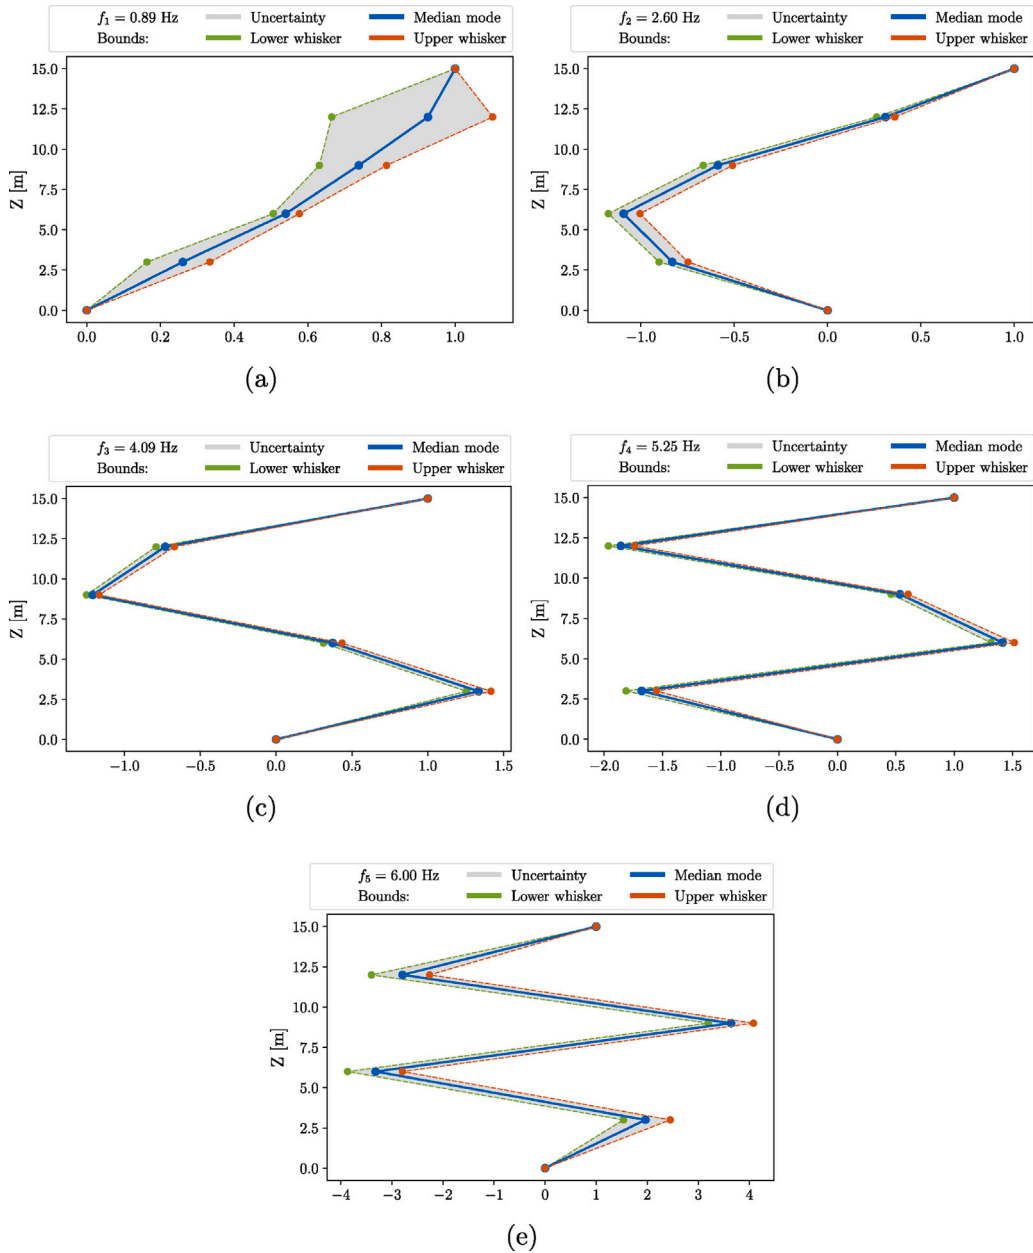 f₁ = 0.89 Hz Uncertainty Median mode
Bounds: Lower whisker Upper whisker
15.0
12.5
10.0
7.5
5.0
2.5
0.0
Z [m]
0.0 0.2 0.4 0.6 0.8 1.0
(a)
f₂ = 2.60 Hz Uncertainty Median mode
Bounds: Lower whisker Upper whisker
15.0
12.5
10.0
7.5
5.0
2.5
0.0
Z [m]
−1.0 −0.5 0.0 0.5 1.0
(b)
f₃ = 4.09 Hz Uncertainty Median mode
Bounds: Lower whisker Upper whisker
15.0
12.5
10.0
7.5
5.0
2.5
0.0
Z [m]
−1.0 −0.5 0.0 0.5 1.0 1.5
(c)
f₄ = 5.25 Hz Uncertainty Median mode
Bounds: Lower whisker Upper whisker
15.0
12.5
10.0
7.5
5.0
2.5
0.0
Z [m]
−2.0 −1.5 −1.0 −0.5 0.0 0.5 1.0 1.5
(d)
f₅ = 6.00 Hz Uncertainty Median mode
Bounds: Lower whisker Upper whisker
15.0
12.5
10.0
7.5
5.0
2.5
0.0
Z [m]
−4 −3 −2 −1 0 1 2 3 4
(e)